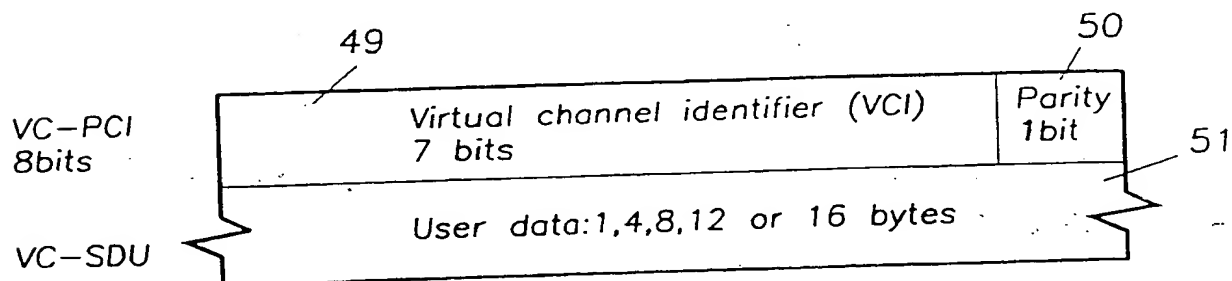 49
50
VC-PCI
8bits
Virtual channel identifier (VCI)
7 bits
Parity
1bit
51
User data:1,4,8,12 or 16 bytes
VC-SDU